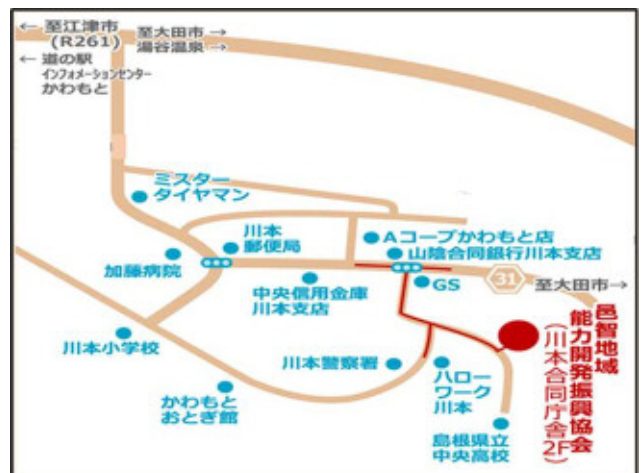 ← 至江津市
(R261)
至大田市 →
湯谷温泉 →
← 道の駅
インフォメーションセンター
かわもと
ミスター
タイヤマン
川本
郵便局
Aコープかわもと店
山陰合同銀行川本支店
加藤病院
GS
31
至大田市→
中央信用金庫
川本支店
川本小学校
川本警察署
ハロー
ワーク
川本
かわもと
おとぎ館
島根県立
中央高校
邑智地域
能力開発振興協会
(川本合同庁舎2F)